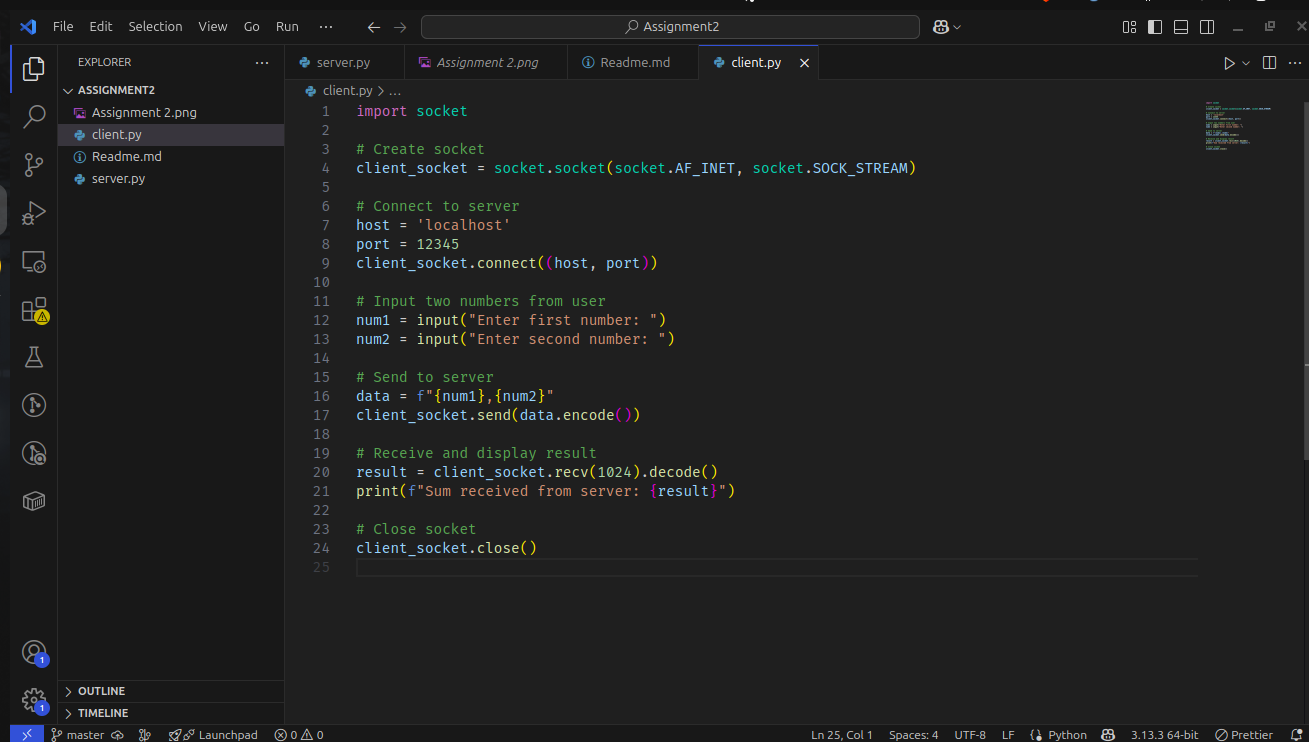 File Edit Selection View Go Run ··· Assignment2
EXPLORER ···
ASSIGNMENT2
Assignment 2.png
client.py
Readme.md
server.py
OUTLINE
TIMELINE
server.py Assignment 2.png Readme.md client.py
client.py > ...
1 import socket
2
3 # Create socket
4 client_socket = socket.socket(socket.AF_INET, socket.SOCK_STREAM)
5
6 # Connect to server
7 host = 'localhost'
8 port = 12345
9 client_socket.connect((host, port))
10
11 # Input two numbers from user
12 num1 = input("Enter first number: ")
13 num2 = input("Enter second number: ")
14
15 # Send to server
16 data = f"{num1},{num2}"
17 client_socket.send(data.encode())
18
19 # Receive and display result
20 result = client_socket.recv(1024).decode()
21 print(f"Sum received from server: {result}")
22
23 # Close socket
24 client_socket.close()
25
1
1
master Launchpad 0 0 Ln 25, Col 1 Spaces: 4 UTF-8 LF Python 3.13.3 64-bit Prettier